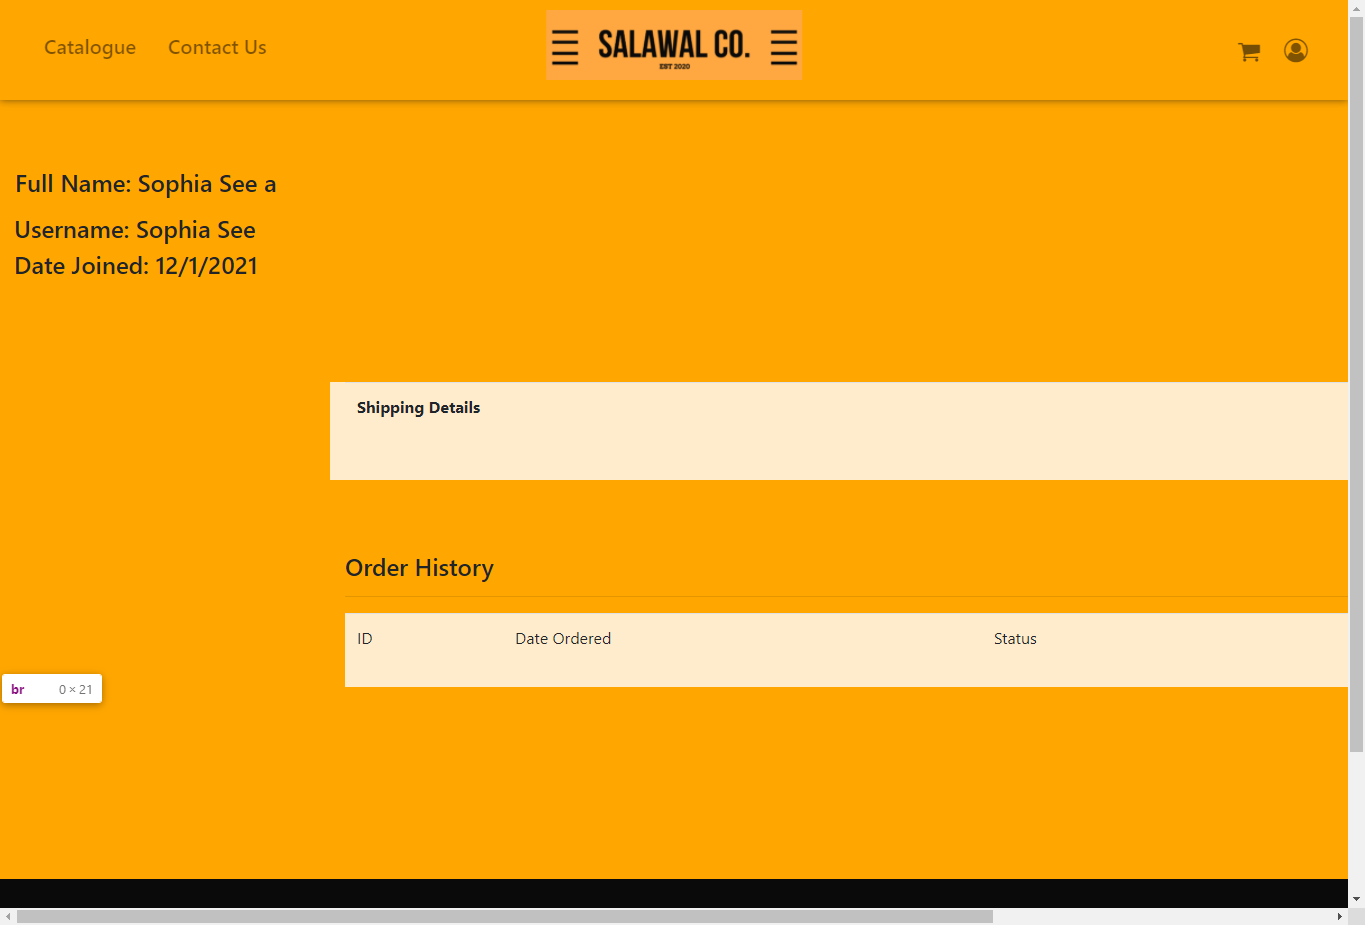 Catalogue Contact Us
SALAWAL CO.
EST 2020
Full Name: Sophia See a
Username: Sophia See
Date Joined: 12/1/2021
Shipping Details
Order History
ID Date Ordered Status
br 0 × 21